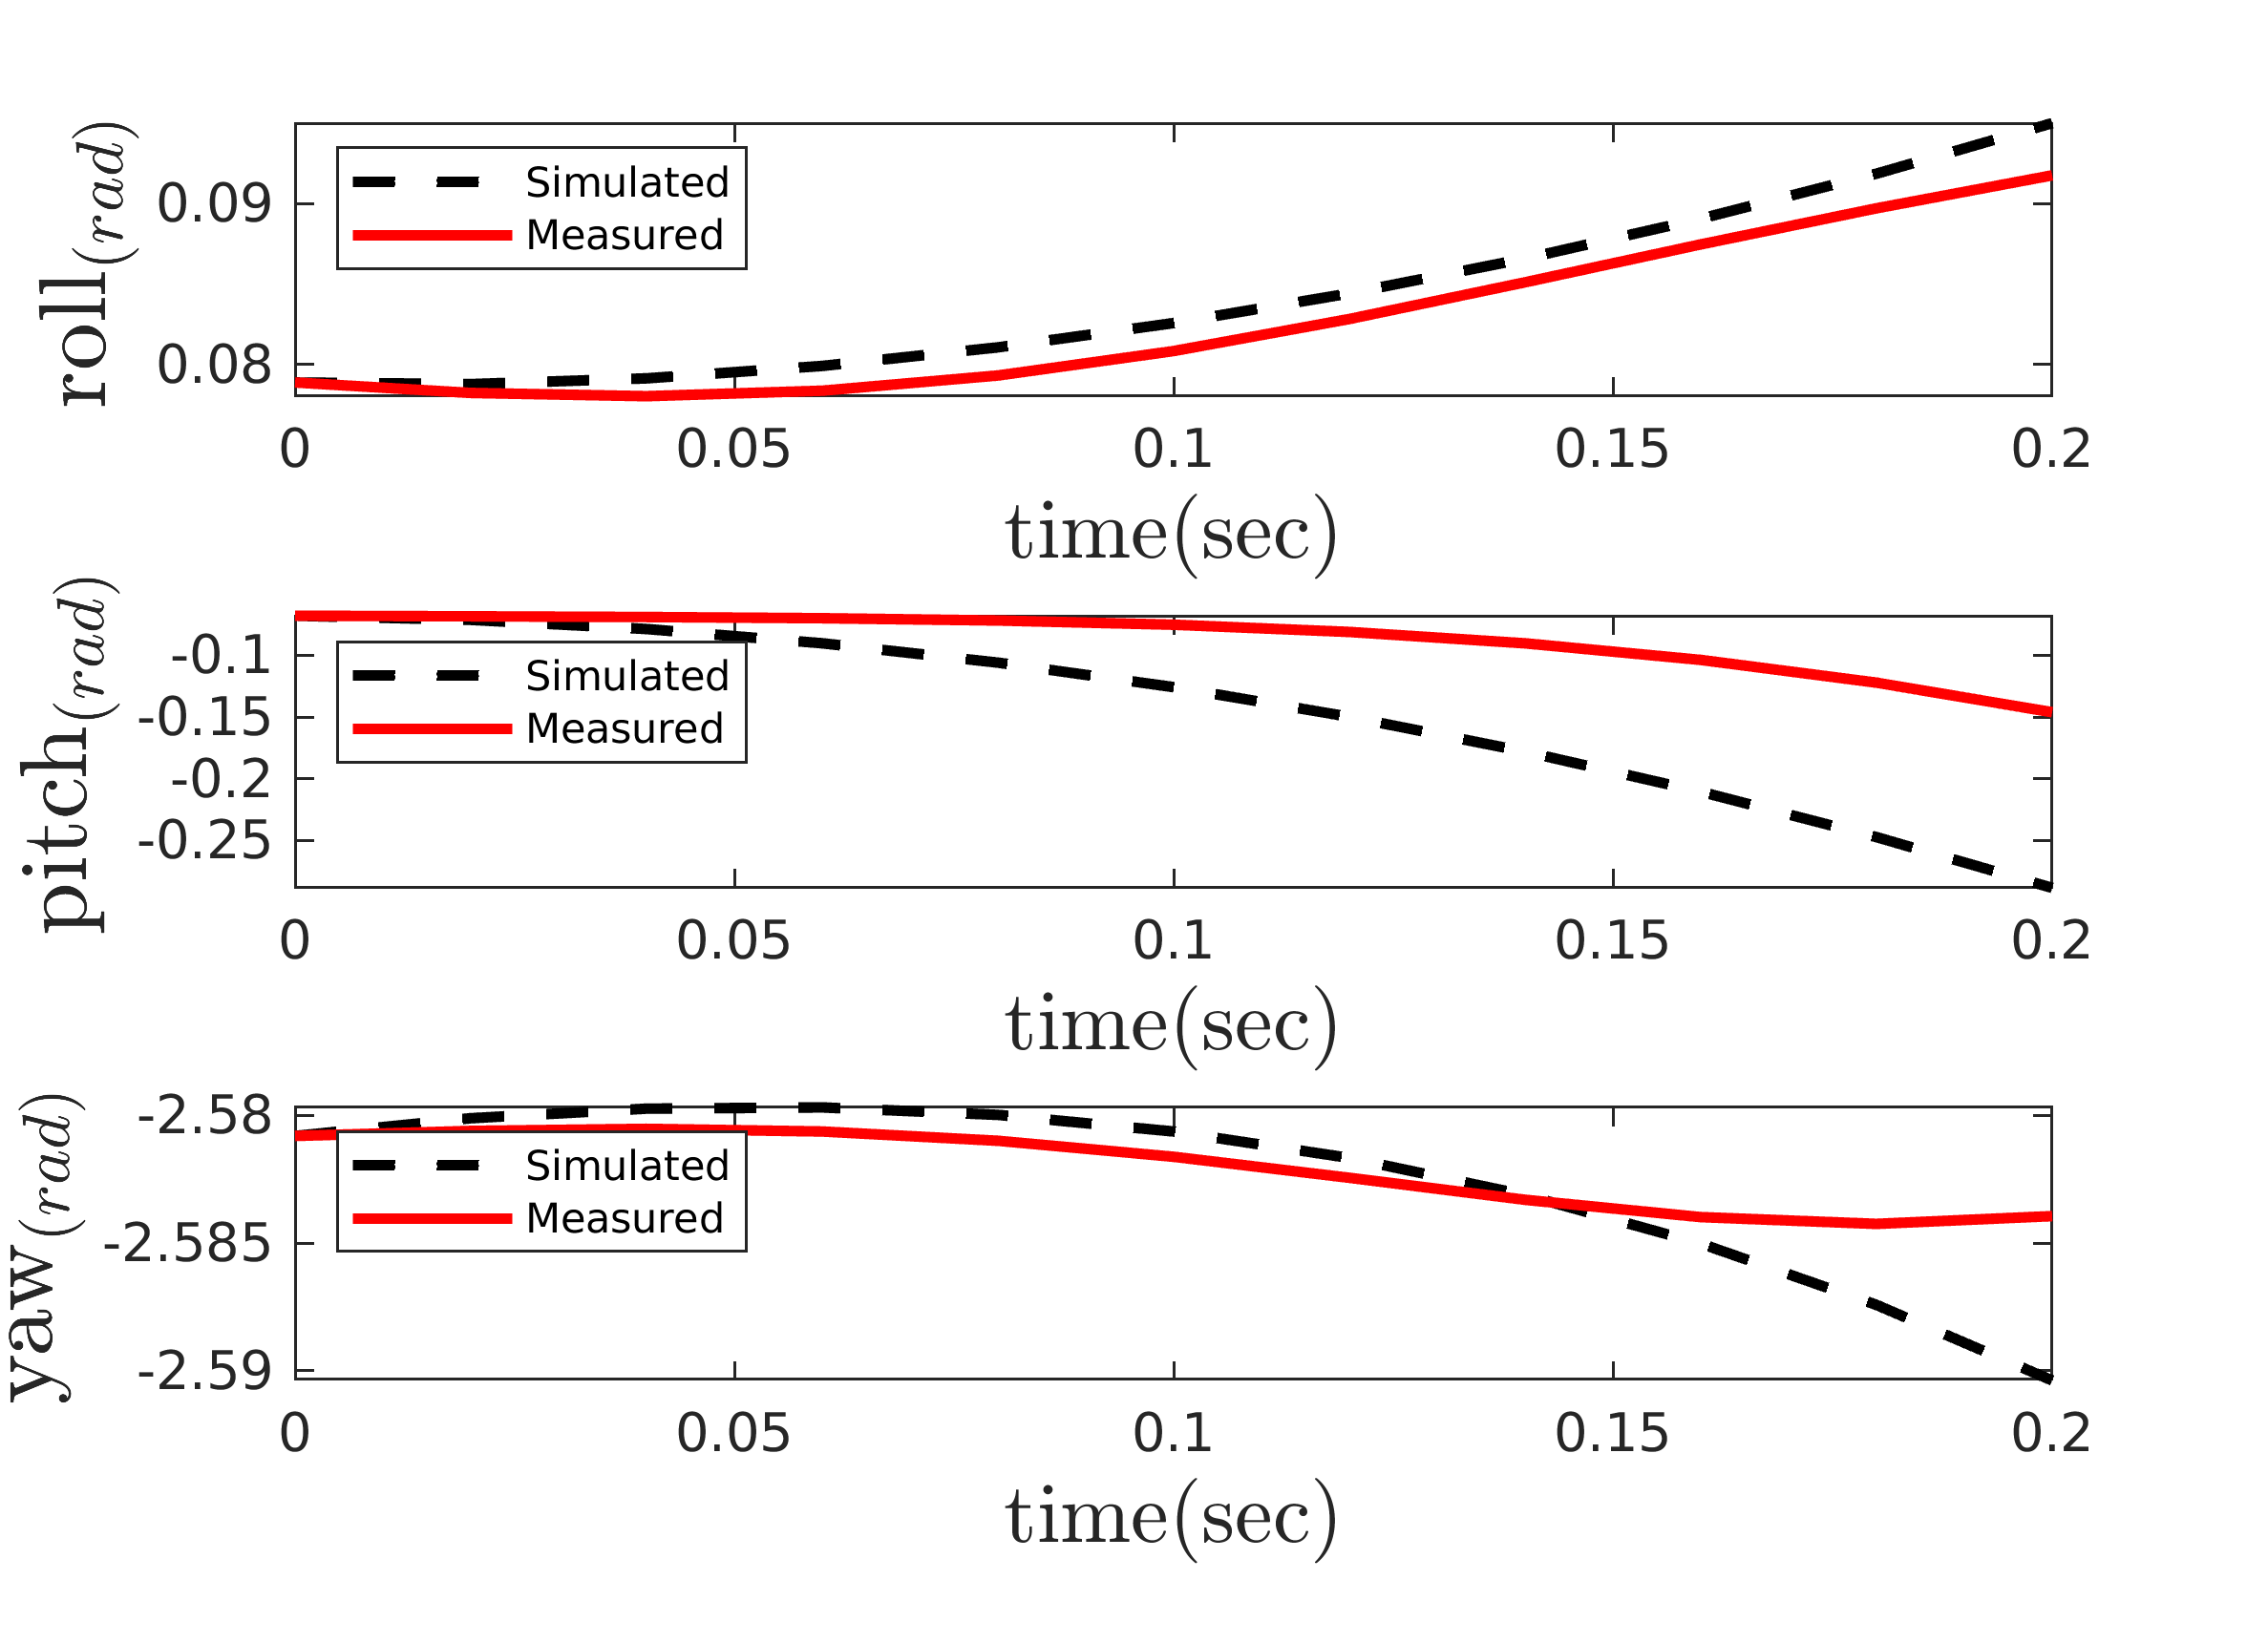 roll(rad)
0.09
0.08
Simulated
Measured
0 0.05 0.1 0.15 0.2
time(sec)
pitch(rad)
-0.1
-0.15
-0.2
-0.25
Simulated
Measured
0 0.05 0.1 0.15 0.2
time(sec)
yaw(rad)
-2.58
-2.585
-2.59
Simulated
Measured
0 0.05 0.1 0.15 0.2
time(sec)